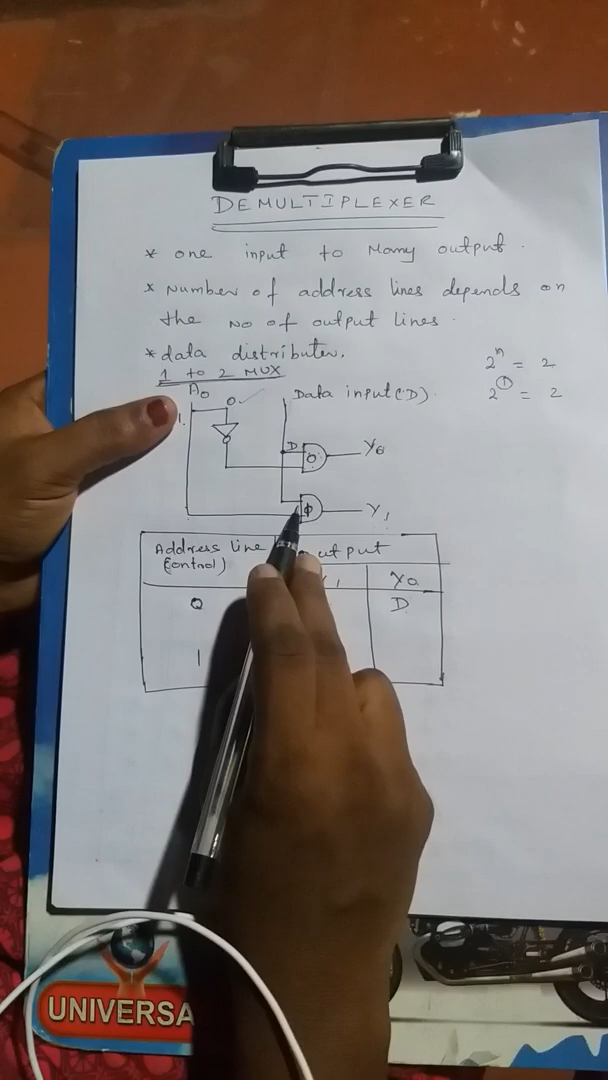 DEMULTIPLEXER
* one input to Many output.
* Number of address lines depends on
the No of output lines.
* data distributer.
1 to 2 MUX
2^n = 2
2^① = 2
A0
0
Data input (D).
1.
D
0
Y0
Y1
Address line
output
(control)
Y0
0
D
1
UNIVERSA